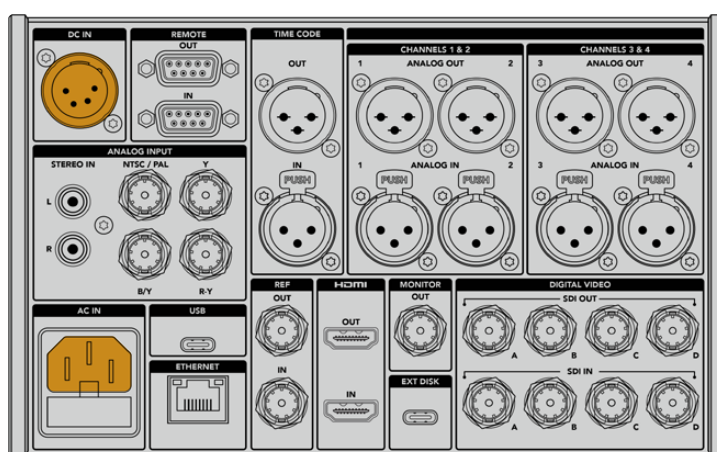 DC IN
REMOTE
OUT
IN
TIME CODE
OUT
IN
CHANNELS 1 & 2
1 ANALOG OUT 2
1 ANALOG IN 2
PUSH
PUSH
PUSH
CHANNELS 3 & 4
3 ANALOG OUT 4
3 ANALOG IN 4
PUSH
PUSH
ANALOG INPUT
STEREO IN
L
R
NTSC / PAL
Y
B/Y
R-Y
AC IN
USB
ETHERNET
REF
OUT
IN
HDMI
OUT
IN
MONITOR
OUT
EXT DISK
DIGITAL VIDEO
SDI OUT
A B C D
SDI IN
A B C D